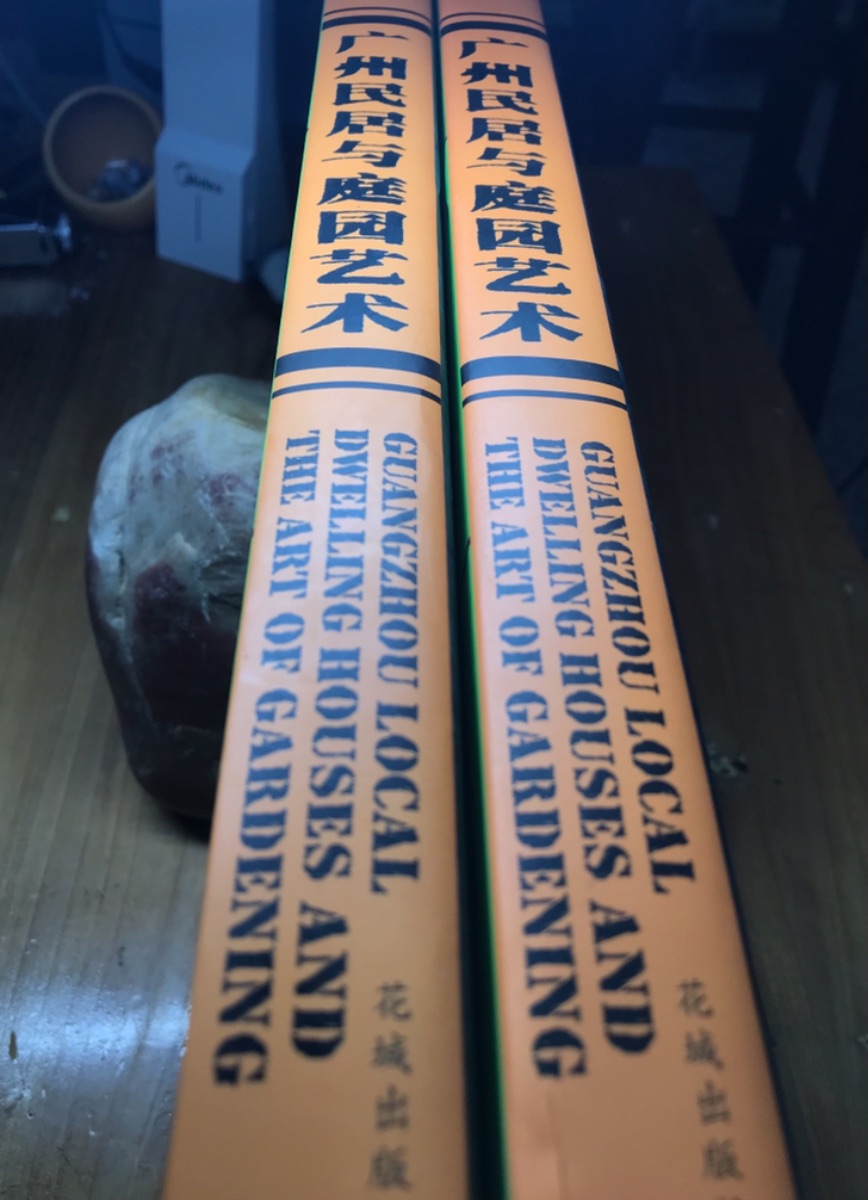 广州民居与庭园艺术
GUANGZHOU LOCAL
DWELLING HOUSES AND
THE ART OF GARDENING
花城出版
广州民居与庭园艺术
GUANGZHOU LOCAL
DWELLING HOUSES AND
THE ART OF GARDENING
花城出版
Midea